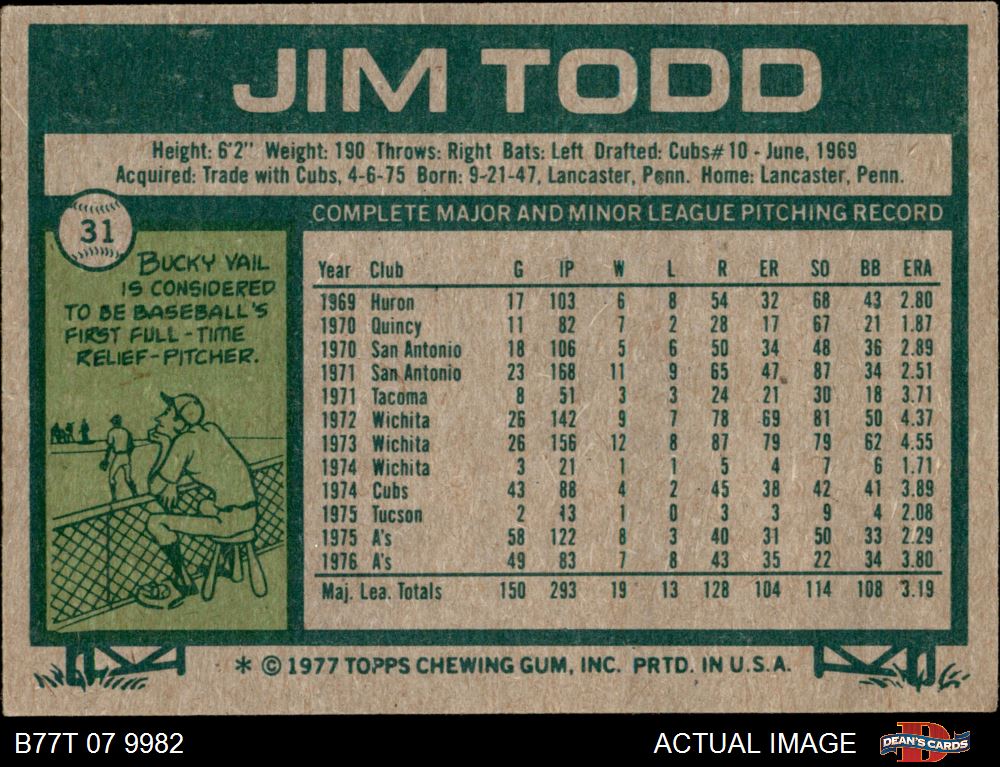 JIM TODD
Height: 6'2" Weight: 190 Throws: Right Bats: Left Drafted: Cubs #10 - June, 1969
Acquired: Trade with Cubs, 4-6-75 Born: 9-21-47, Lancaster, Penn. Home: Lancaster, Penn.
31
BUCKY VAIL
IS CONSIDERED
TO BE BASEBALL'S
FIRST FULL-TIME
RELIEF-PITCHER.
COMPLETE MAJOR AND MINOR LEAGUE PITCHING RECORD
Year Club G IP W L R ER SO BB ERA
1969 Huron 17 103 6 8 54 32 68 43 2.80
1970 Quincy 11 82 7 2 28 17 67 21 1.87
1970 San Antonio 18 106 5 6 50 34 48 36 2.89
1971 San Antonio 23 168 11 9 65 47 87 34 2.51
1971 Tacoma 8 51 3 3 24 21 30 18 3.71
1972 Wichita 26 142 9 7 78 69 81 50 4.37
1973 Wichita 26 156 12 8 87 79 79 62 4.55
1974 Wichita 3 21 1 1 5 4 7 6 1.71
1974 Cubs 43 88 4 2 45 38 42 41 3.89
1975 Tucson 2 13 1 0 3 3 9 4 2.08
1975 A's 58 122 8 3 40 31 50 33 2.29
1976 A's 49 83 7 8 43 35 22 34 3.80
Maj. Lea. Totals 150 293 19 13 128 104 114 108 3.19
* © 1977 TOPPS CHEWING GUM, INC. PRTD. IN U.S.A.
B77T 07 9982
ACTUAL IMAGE
DEAN'S CARDS